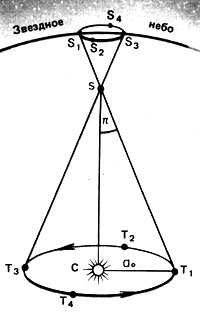 Звездное небо
S₄
S₁ S₂ S₃
S
π
T₂
T₃ C a₀ T₁
T₄